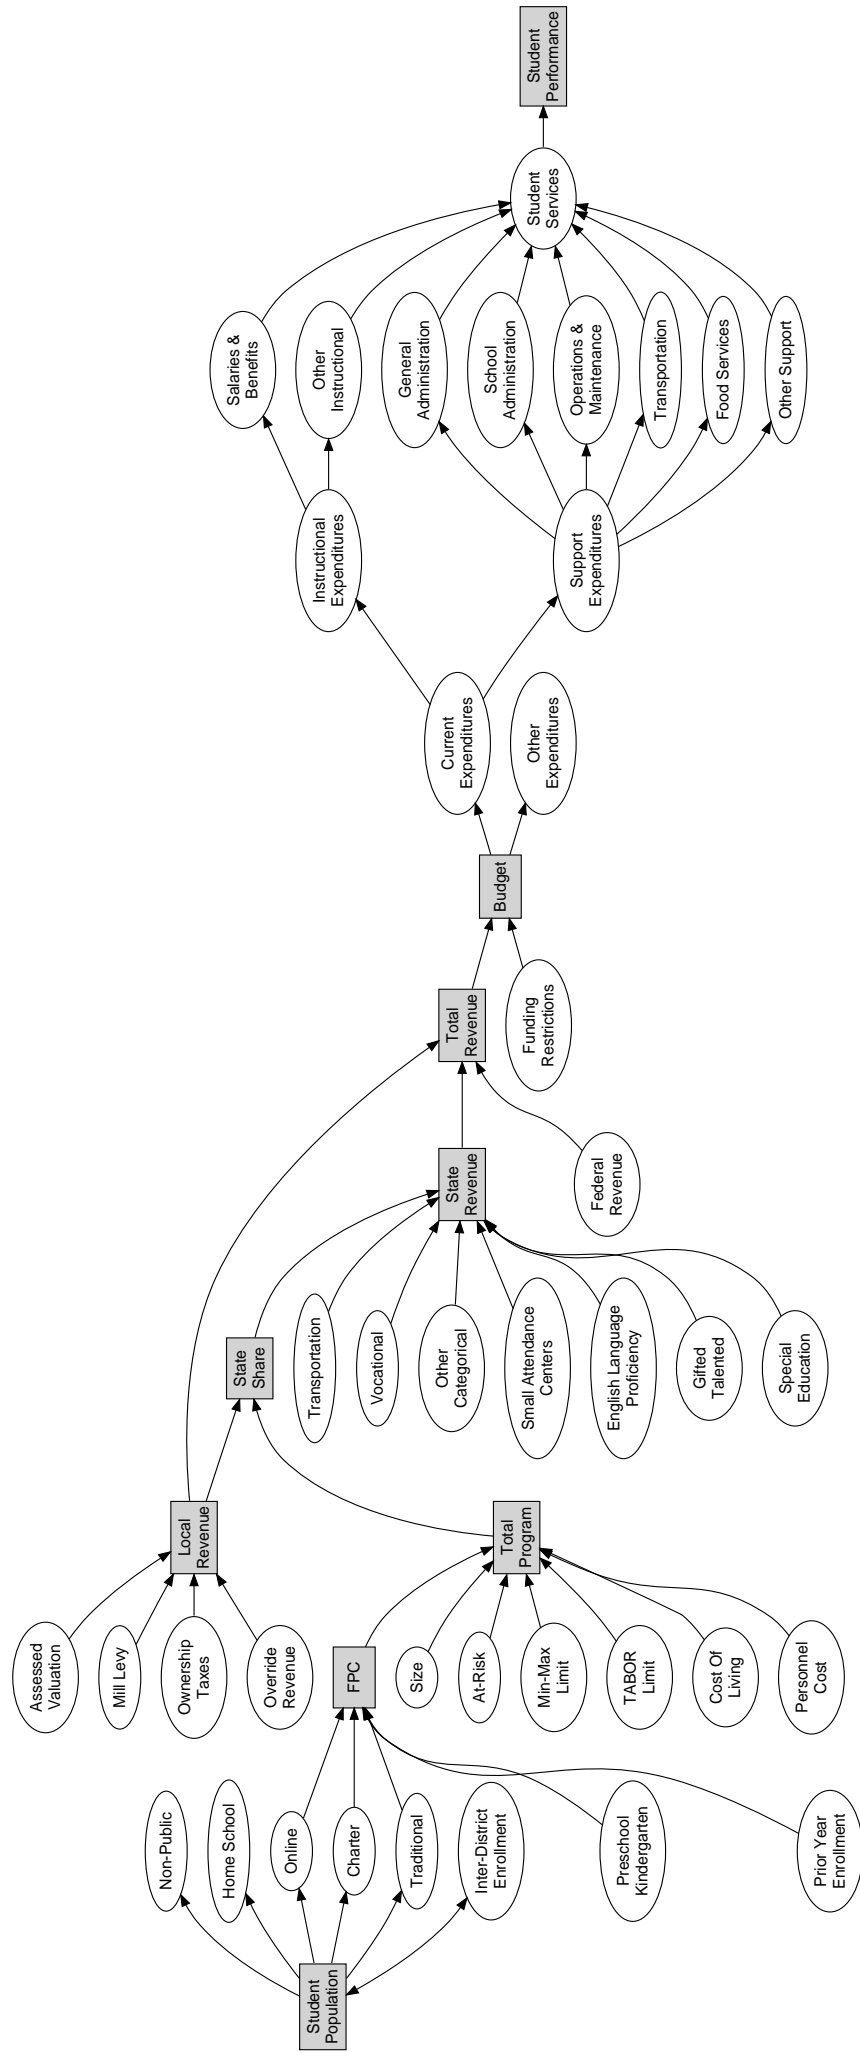 Student
Population
Non-Public
Home School
Online
Charter
Traditional
Inter-District
Enrollment
Preschool
Kindergarten
Prior Year
Enrollment
Assessed
Valuation
Mill Levy
Ownership
Taxes
Override
Revenue
FPC
Size
At-Risk
Min-Max
Limit
TABOR
Limit
Cost Of
Living
Personnel
Cost
Local
Revenue
Total
Program
State
Share
Transportation
Vocational
Other
Categorical
Small Attendance
Centers
English Language
Proficiency
Gifted
Talented
Special
Education
State
Revenue
Federal
Revenue
Total
Revenue
Funding
Restrictions
Budget
Current
Expenditures
Other
Expenditures
Instructional
Expenditures
Support
Expenditures
Salaries &
Benefits
Other
Instructional
General
Administration
School
Administration
Operations &
Maintenance
Transportation
Food Services
Other Support
Student
Services
Student
Performance